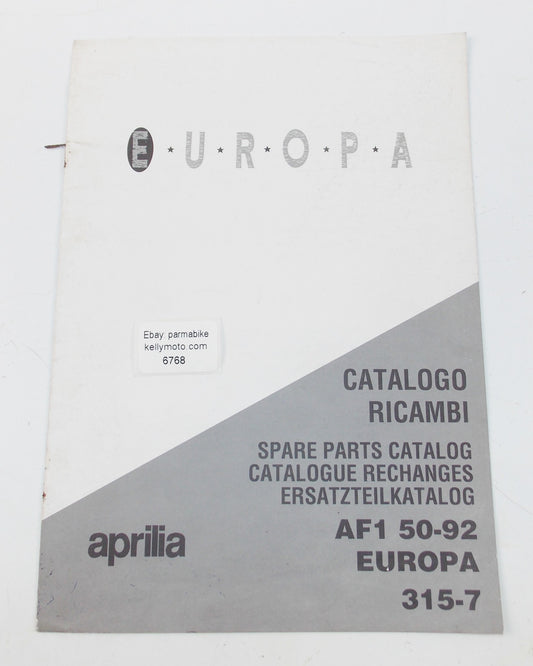 E★U★R★O★P★A
Ebay: parmabike
kellymoto.com
6768
CATALOGO
RICAMBI
SPARE PARTS CATALOG
CATALOGUE RECHANGES
ERSATZTEILKATALOG
AF1 50-92
aprilia
EUROPA
315-7